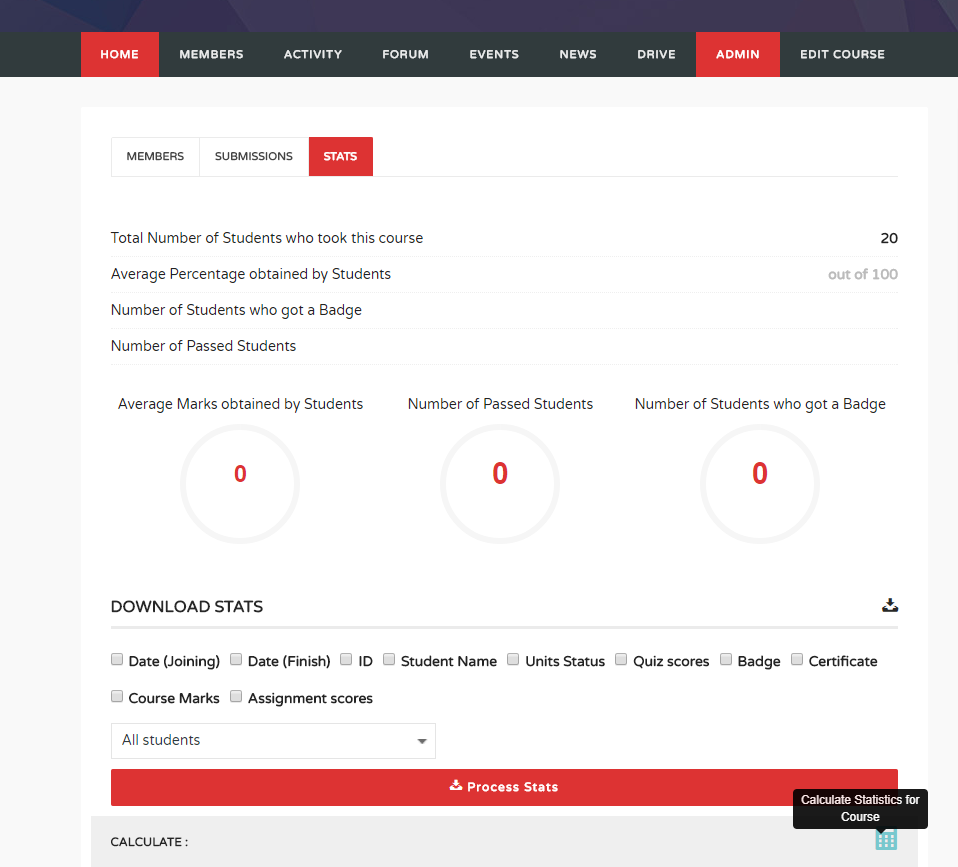 HOME MEMBERS ACTIVITY FORUM EVENTS NEWS DRIVE ADMIN EDIT COURSE
MEMBERS SUBMISSIONS STATS
Total Number of Students who took this course 20
Average Percentage obtained by Students out of 100
Number of Students who got a Badge
Number of Passed Students
Average Marks obtained by Students Number of Passed Students Number of Students who got a Badge
0 0 0
DOWNLOAD STATS
Date (Joining) Date (Finish) ID Student Name Units Status Quiz scores Badge Certificate
Course Marks Assignment scores
All students
Process Stats
Calculate Statistics for
Course
CALCULATE :